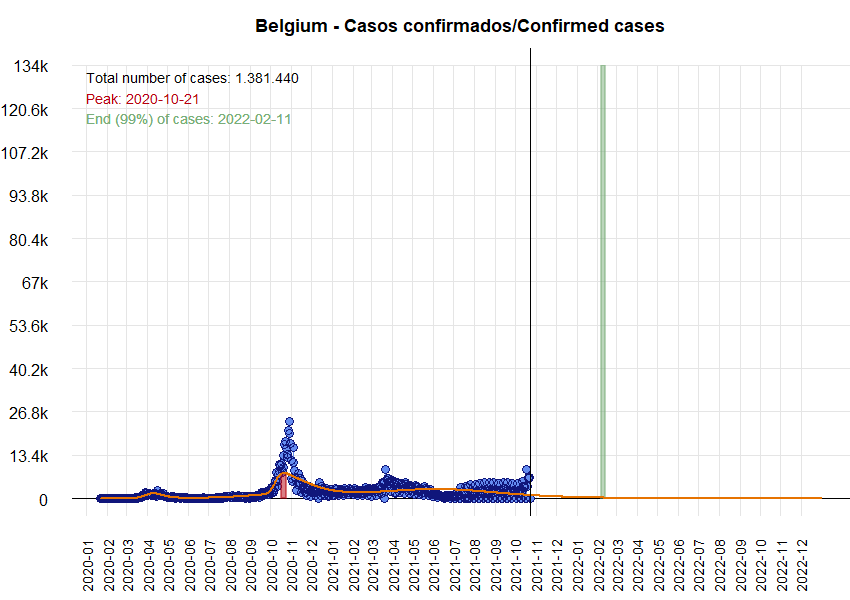 Belgium - Casos confirmados/Confirmed cases
134k
120.6k
107.2k
93.8k
80.4k
67k
53.6k
40.2k
26.8k
13.4k
0
Total number of cases: 1.381.440
Peak: 2020-10-21
End (99%) of cases: 2022-02-11
2020-01
2020-02
2020-03
2020-04
2020-05
2020-06
2020-07
2020-08
2020-09
2020-10
2020-11
2020-12
2021-01
2021-02
2021-03
2021-04
2021-05
2021-06
2021-07
2021-08
2021-09
2021-10
2021-11
2021-12
2022-01
2022-02
2022-03
2022-04
2022-05
2022-06
2022-07
2022-08
2022-09
2022-10
2022-11
2022-12